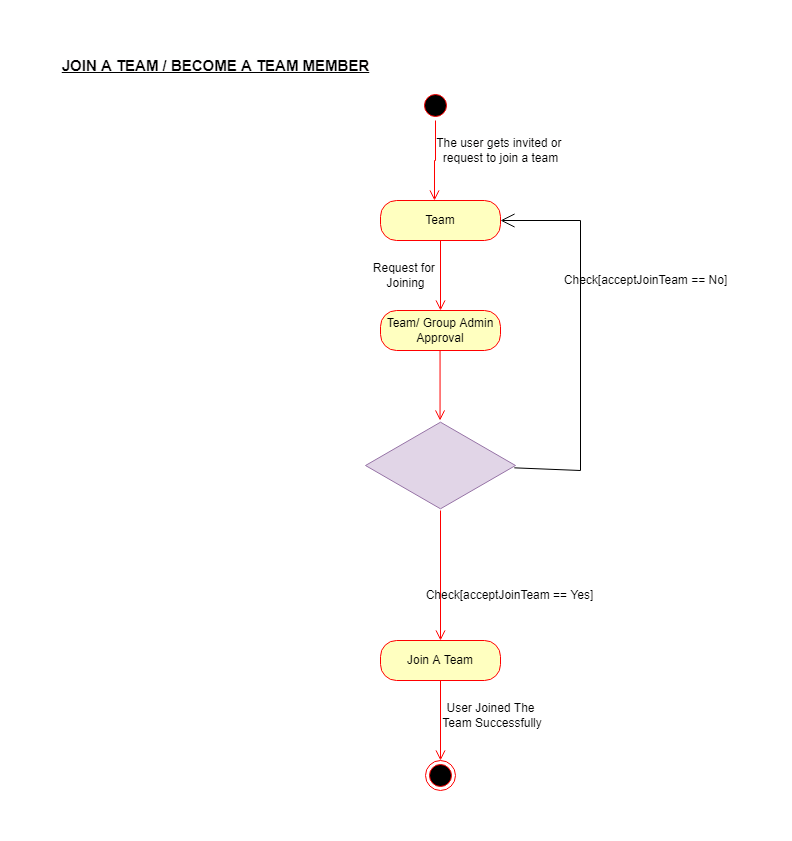 JOIN A TEAM / BECOME A TEAM MEMBER
The user gets invited or
request to join a team
Team
Request for
Joining
Check[acceptJoinTeam == No]
Team/ Group Admin
Approval
Check[acceptJoinTeam == Yes]
Join A Team
User Joined The
Team Successfully